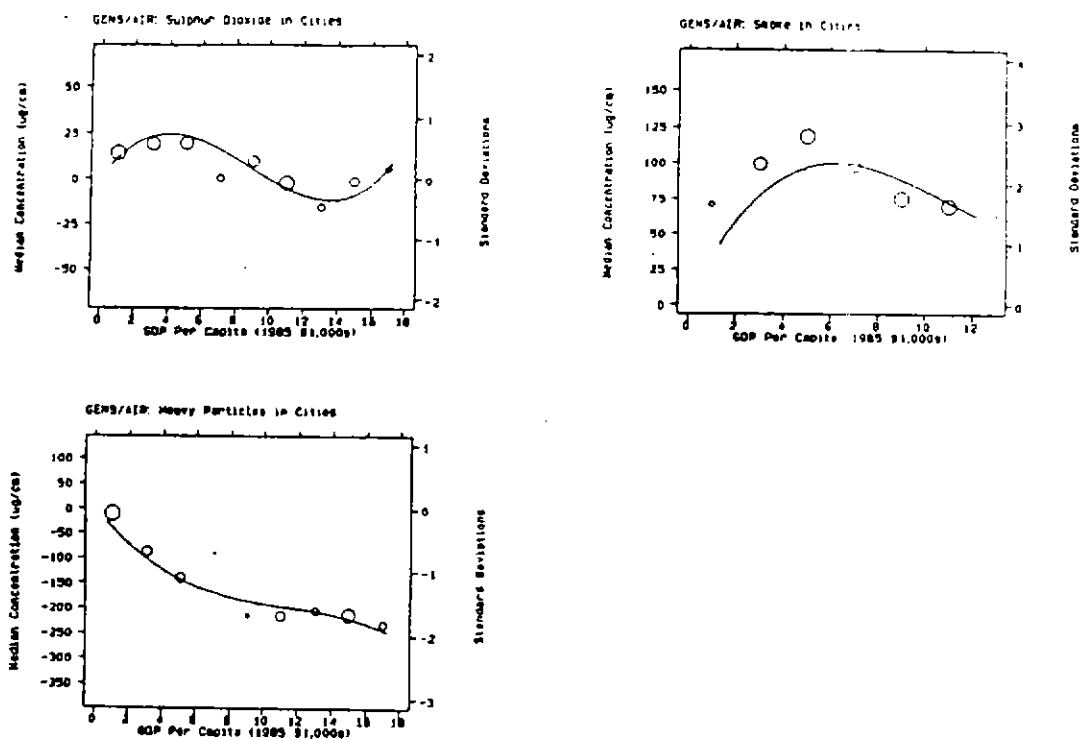 GEMS/AIR: Sulphur Dioxide in Cities
Median Concentration (ug/cm)
50
25
0
-25
-50
2
1
0
-1
-2
Standard Deviations
0 2 4 6 8 10 12 14 16 18
GDP Per Capita (1985 $1,000s)
GEMS/AIR: Smoke in Cities
Median Concentration (ug/cm)
150
125
100
75
50
25
0
4
3
2
1
0
Standard Deviations
0 2 4 6 8 10 12
GDP Per Capita (1985 $1,000s)
GEMS/AIR: Heavy Particles in Cities
Median Concentration (ug/cm)
100
50
0
-50
-100
-150
-200
-250
-300
-350
1
0
-1
-2
-3
Standard Deviations
0 2 4 6 8 10 12 14 16 18
GDP Per Capita (1985 $1,000s)